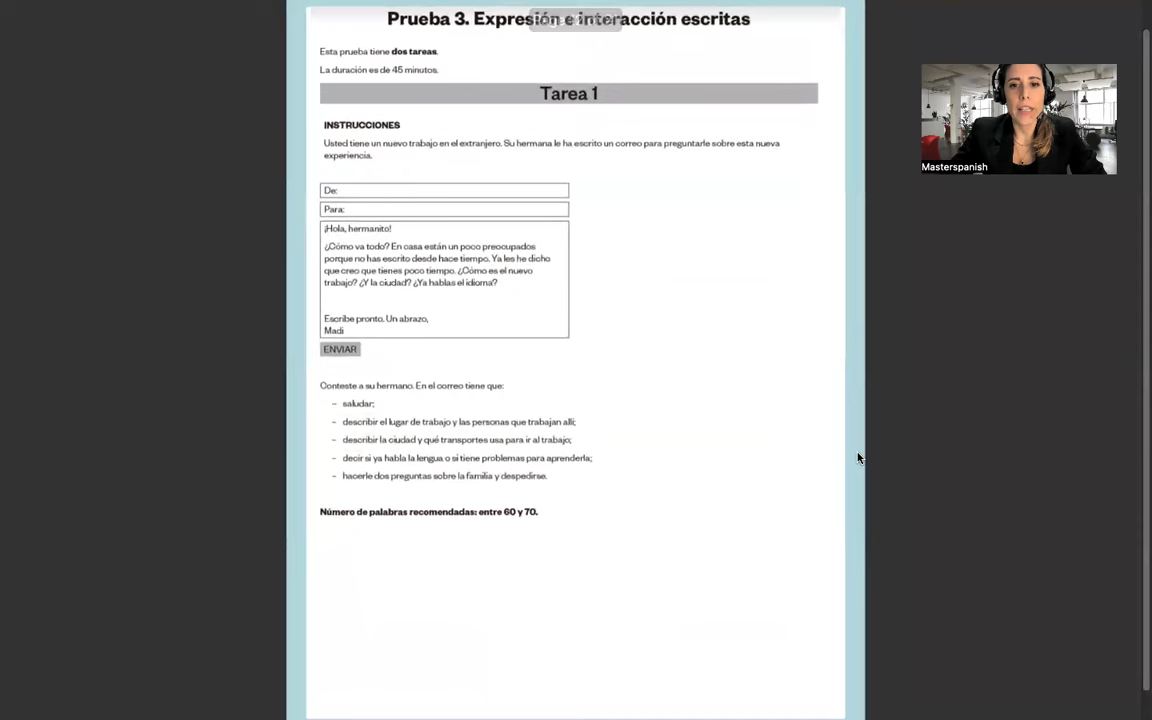 Prueba 3. Expresión e interacción escritas
Esta prueba tiene dos tareas.
La duración es de 45 minutos.
Tarea 1
INSTRUCCIONES
Usted tiene un nuevo trabajo en el extranjero. Su hermana le ha escrito un correo para preguntarle sobre esta nueva
experiencia.
De:
Para:
¡Hola, hermanito!
¿Cómo va todo? En casa están un poco preocupados
porque no has escrito desde hace tiempo. Ya les he dicho
que creo que tienes poco tiempo. ¿Cómo es el nuevo
trabajo? ¿Y la ciudad? ¿Ya hablas el idioma?
Escribe pronto. Un abrazo,
Madi
ENVIAR
Conteste a su hermano. En el correo tiene que:
– saludar;
– describir el lugar de trabajo y las personas que trabajan allí;
– describir la ciudad y qué transportes usa para ir al trabajo;
– decir si ya habla la lengua o si tiene problemas para aprenderla;
– hacerle dos preguntas sobre la familia y despedirse.
Número de palabras recomendadas: entre 60 y 70.
Masterspanish